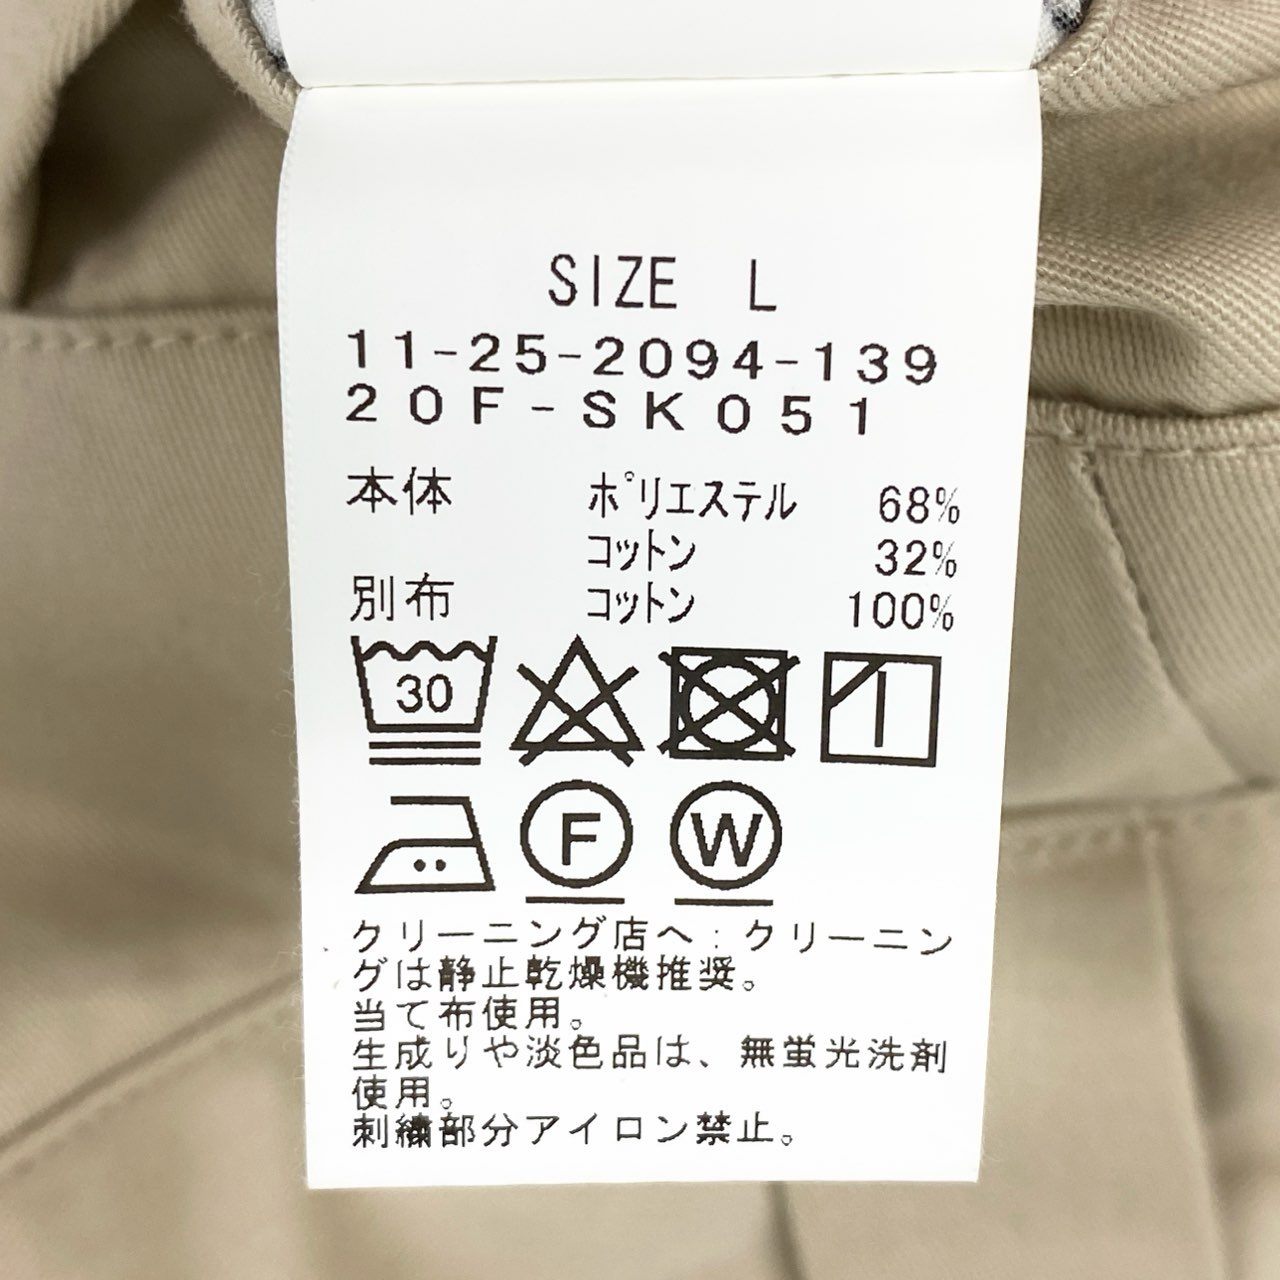 SIZE L
11-25-2094-139
20F-SK051
本体 ポリエステル 68%
コットン 32%
別布 コットン 100%
30
F W
クリーニング店へ:クリーニン
グは静止乾燥機推奨。
当て布使用。
生成りや淡色品は、無蛍光洗剤
使用。
刺繍部分アイロン禁止。